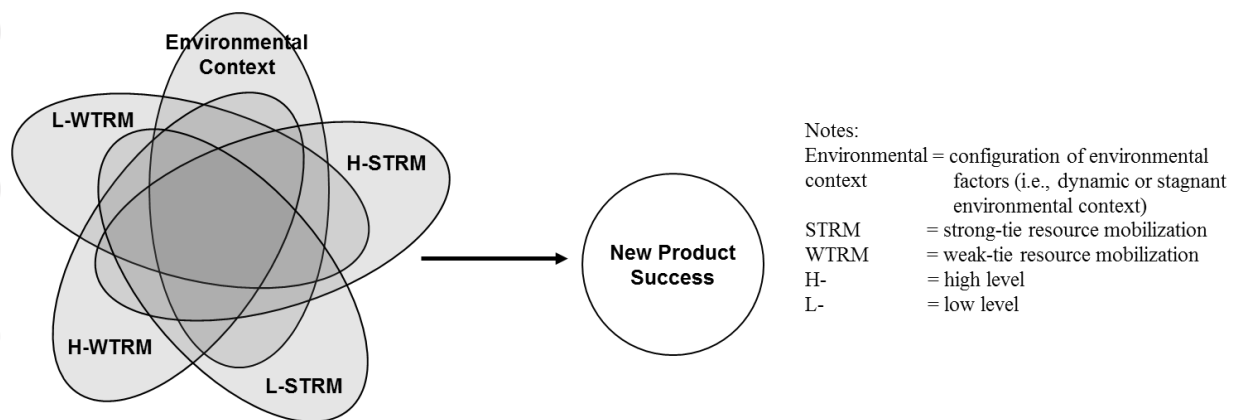 Environmental
Context
L-WTRM
H-STRM
H-WTRM
L-STRM
New Product
Success
Notes:
Environmental = configuration of environmental
context factors (i.e., dynamic or stagnant
environmental context)
STRM = strong-tie resource mobilization
WTRM = weak-tie resource mobilization
H- = high level
L- = low level